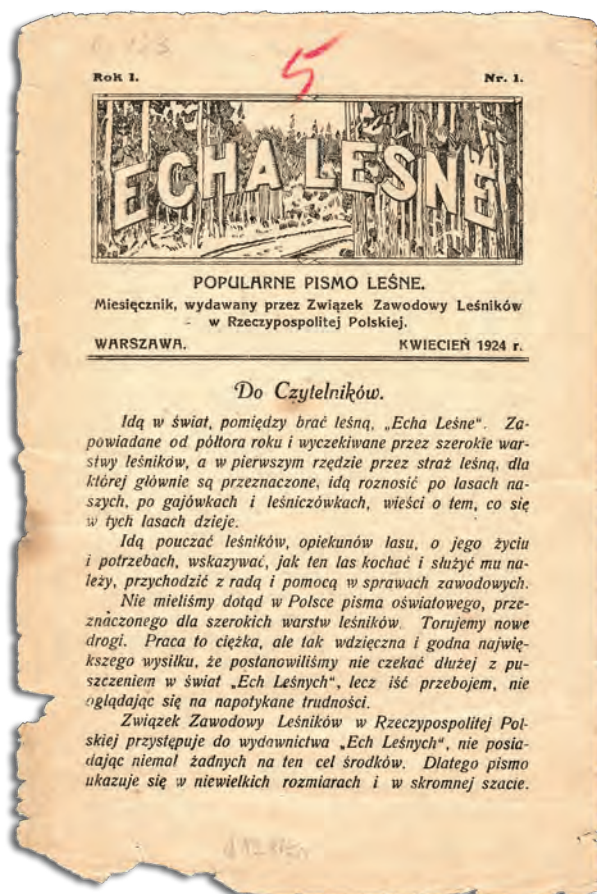 5
Rok I. Nr. 1.
ECHA LEŚNE
POPULARNE PISMO LEŚNE.
Miesięcznik, wydawany przez Związek Zawodowy Leśników
w Rzeczypospolitej Polskiej.
WARSZAWA. KWIECIEŃ 1924 r.
Do Czytelników.
Idą w świat, pomiędzy brać leśną, „Echa Leśne". Za-
powiadane od półtora roku i wyczekiwane przez szerokie war-
stwy leśników, a w pierwszym rzędzie przez straż leśną, dla
której głównie są przeznaczone, idą roznosić po lasach na-
szych, po gajówkach i leśniczówkach, wieści o tem, co się
w tych lasach dzieje.
Idą pouczać leśników, opiekunów lasu, o jego życiu
i potrzebach, wskazywać, jak ten las kochać i służyć mu na-
leży, przychodzić z radą i pomocą w sprawach zawodowych.
Nie mieliśmy dotąd w Polsce pisma oświatowego, prze-
znaczonego dla szerokich warstw leśników. Torujemy nowe
drogi. Praca to ciężka, ale tak wdzięczna i godna najwię-
kszego wysiłku, że postanowiliśmy nie czekać dłużej z pu-
szczeniem w świat „Ech Leśnych", lecz iść przebojem, nie
oglądając się na napotykane trudności.
Związek Zawodowy Leśników w Rzeczypospolitej Pol-
skiej przystępuje do wydawnictwa „Ech Leśnych", nie posia-
dając niemal żadnych na ten cel środków. Dlatego pismo
ukazuje się w niewielkich rozmiarach i w skromnej szacie.